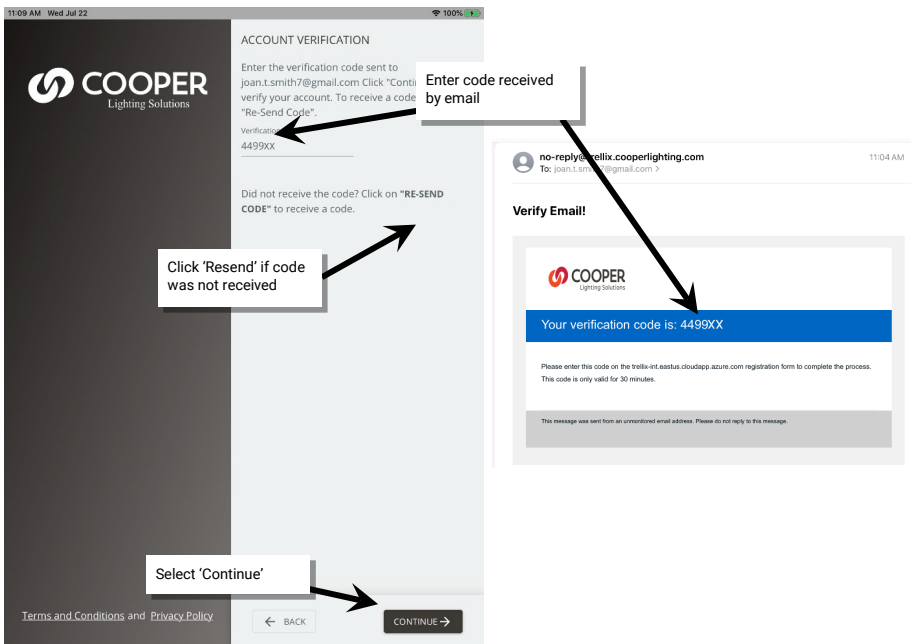 11:09 AM Wed Jul 22
100%
COOPER
Lighting Solutions
ACCOUNT VERIFICATION
Enter the verification code sent to
joan.t.smith7@gmail.com Click "Conti
verify your account. To receive a code
"Re-Send Code".
Verification
4499XX
Did not receive the code? Click on "RE-SEND
CODE" to receive a code.
Enter code received
by email
Click ‘Resend’ if code
was not received
Select ‘Continue’
Terms and Conditions and Privacy Policy
BACK
CONTINUE
no-reply@trellix.cooperlighting.com
11:04 AM
To: joan.t.smith7@gmail.com >
Verify Email!
COOPER
Lighting Solutions
Your verification code is: 4499XX
Please enter this code on the trellix-int.eastus.cloudapp.azure.com registration form to complete the process.
This code is only valid for 30 minutes.
This message was sent from an unmonitored email address. Please do not reply to this message.